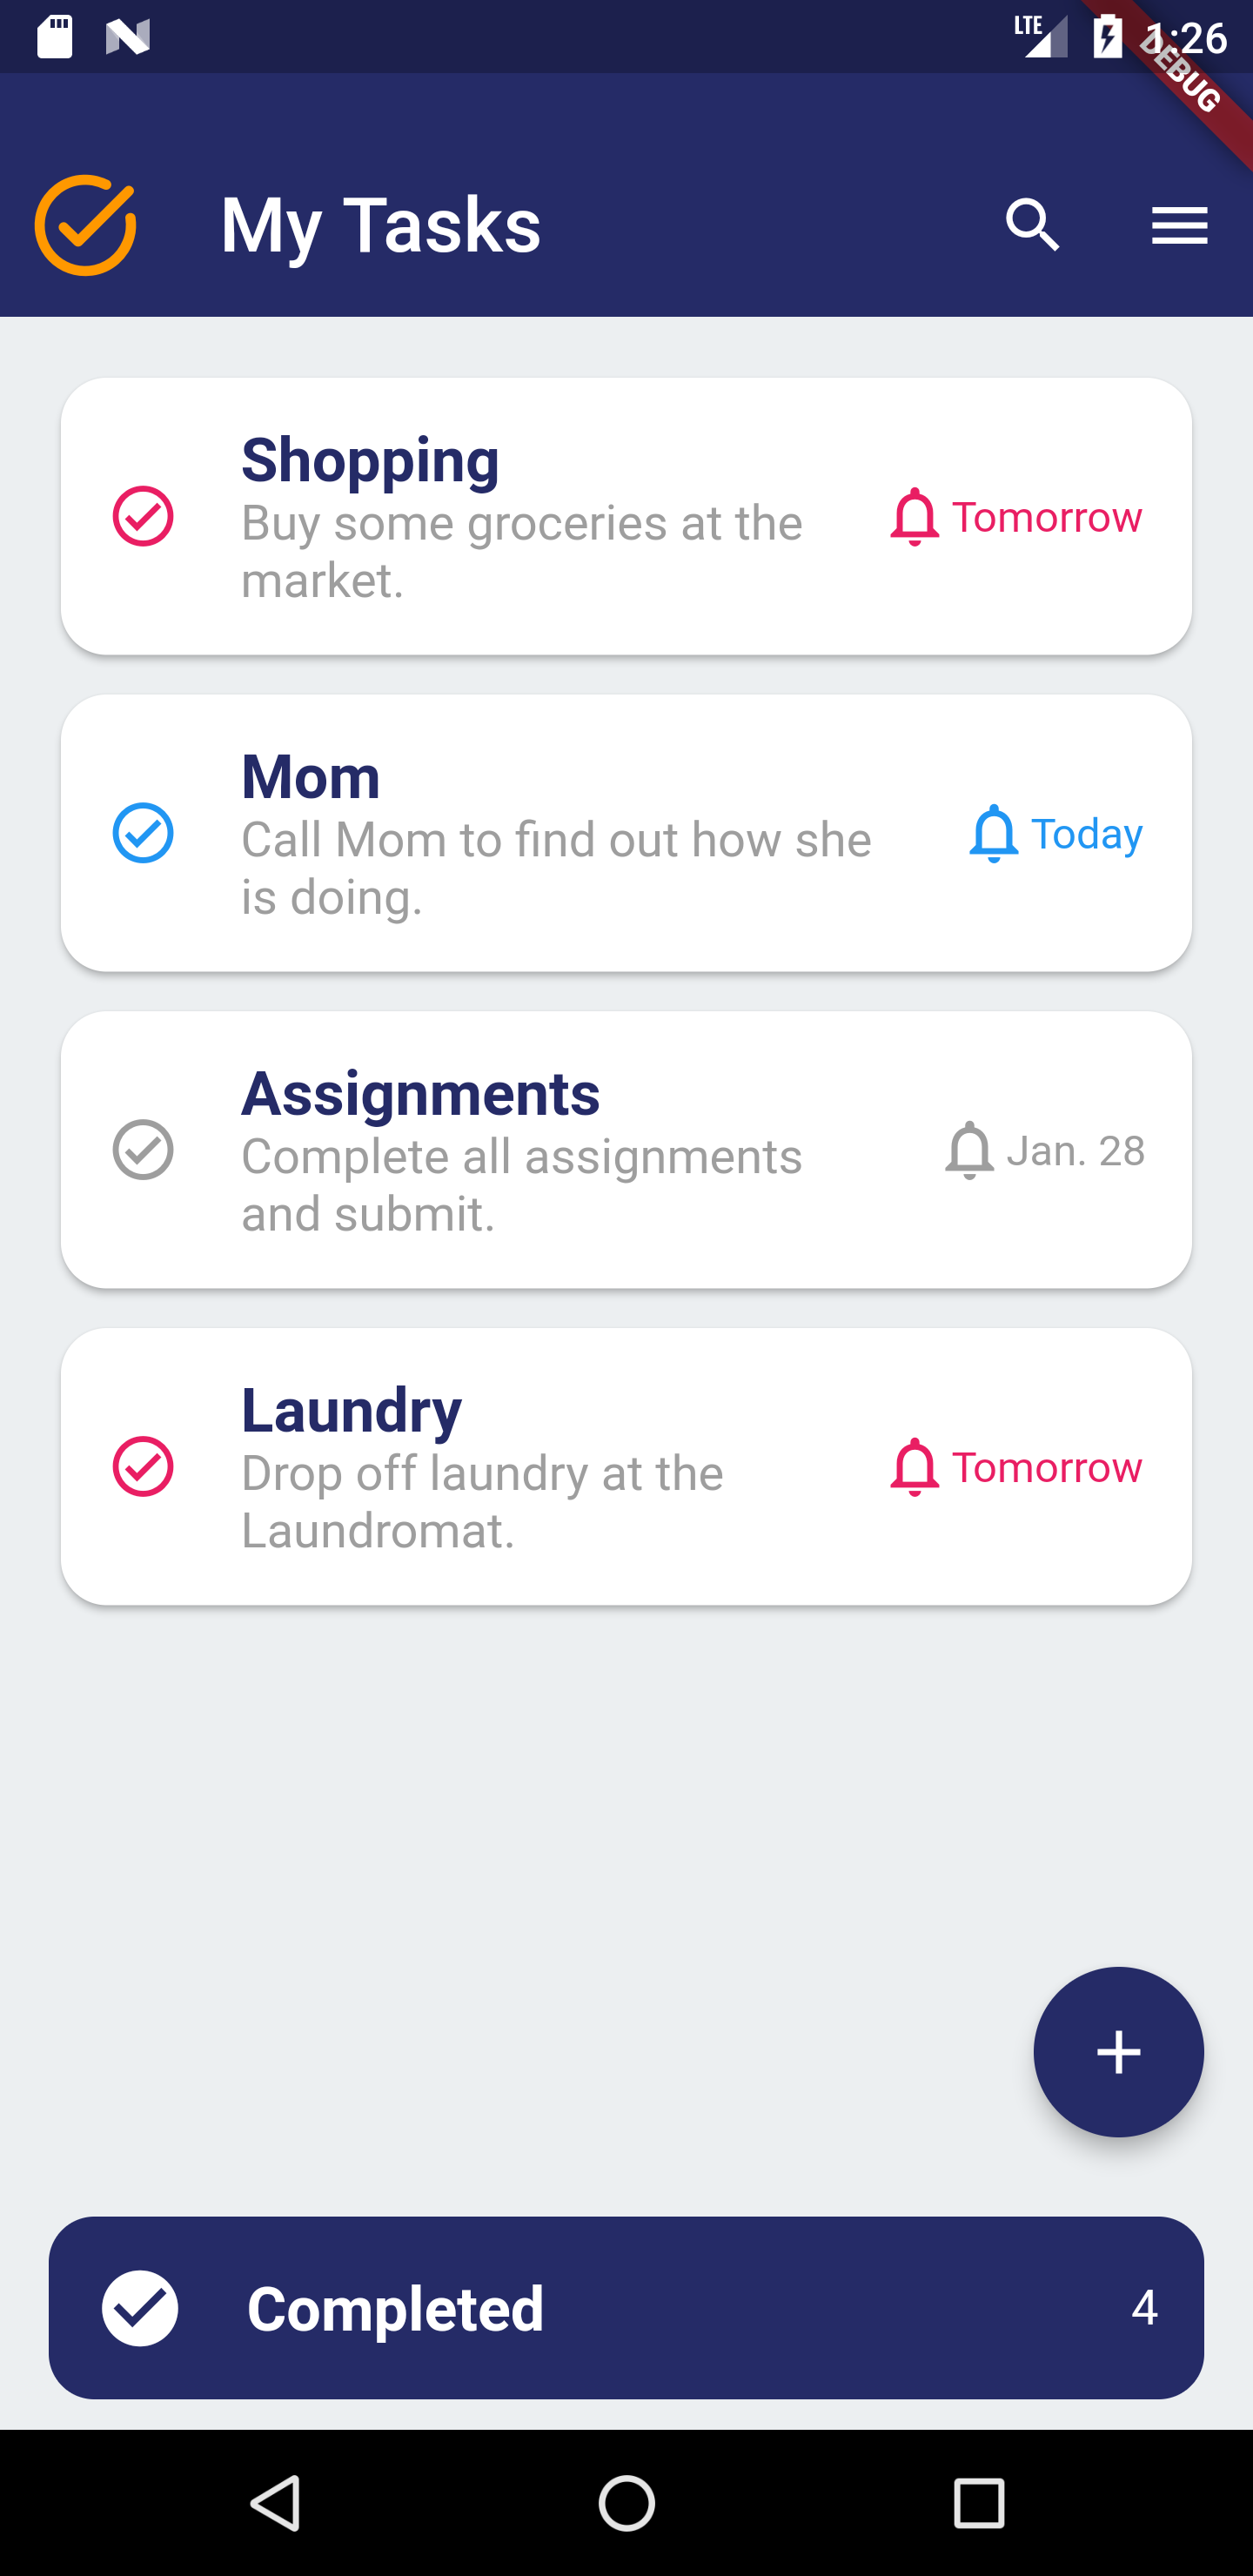 LTE 1:26
DEBUG
My Tasks
Shopping
Buy some groceries at the
market.
Tomorrow
Mom
Call Mom to find out how she
is doing.
Today
Assignments
Complete all assignments
and submit.
Jan. 28
Laundry
Drop off laundry at the
Laundromat.
Tomorrow
Completed 4